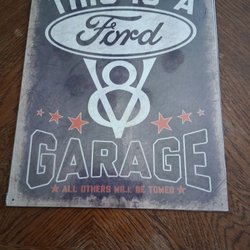 THIS IS A
Ford
V8
GARAGE
ALL OTHERS WILL BE TOWED